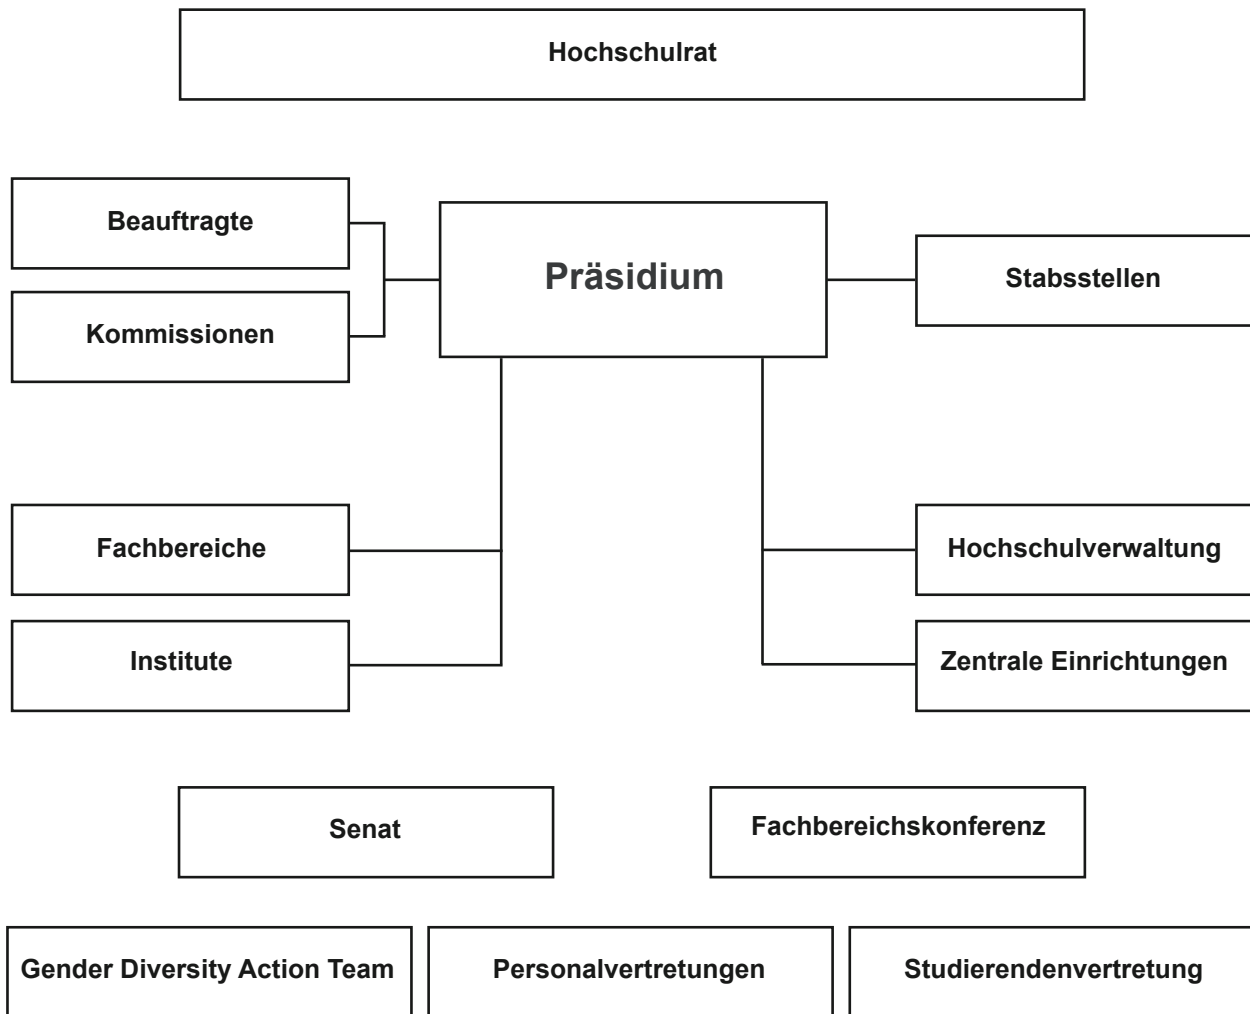 Hochschulrat
Beauftragte
Präsidium
Stabsstellen
Kommissionen
Fachbereiche
Hochschulverwaltung
Institute
Zentrale Einrichtungen
Senat
Fachbereichskonferenz
Gender Diversity Action Team
Personalvertretungen
Studierendenvertretung